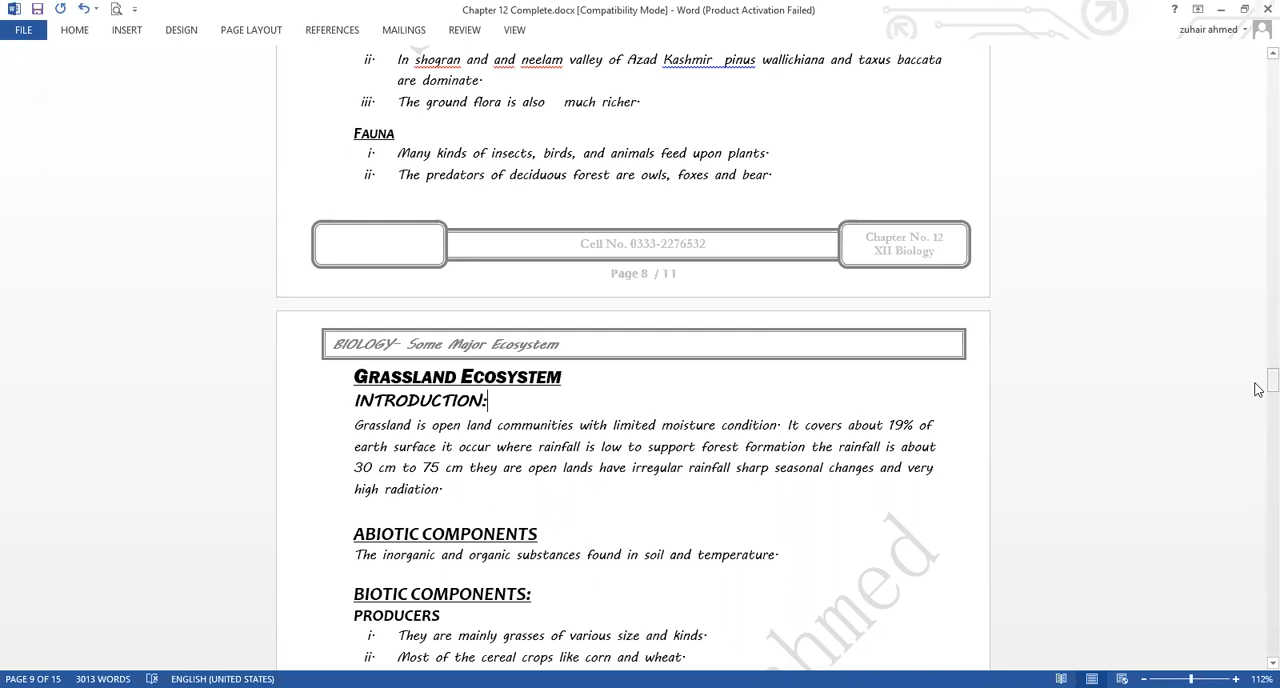 Chapter 12 Complete.docx [Compatibility Mode] - Word (Product Activation Failed)
FILE HOME INSERT DESIGN PAGE LAYOUT REFERENCES MAILINGS REVIEW VIEW zuhair ahmed
ii. In shogran and and neelam valley of Azad Kashmir pinus wallichiana and taxus baccata
are dominate.
iii. The ground flora is also much richer.
FAUNA
i. Many kinds of insects, birds, and animals feed upon plants.
ii. The predators of deciduous forest are owls, foxes and bear.
Cell No. 0333-2276532
Chapter No. 12
XII Biology
Page 8 / 11
BIOLOGY- Some Major Ecosystem
GRASSLAND ECOSYSTEM
INTRODUCTION:
Grassland is open land communities with limited moisture condition. It covers about 19% of
earth surface it occur where rainfall is low to support forest formation the rainfall is about
30 cm to 75 cm they are open lands have irregular rainfall sharp seasonal changes and very
high radiation.
ABIOTIC COMPONENTS
The inorganic and organic substances found in soil and temperature.
BIOTIC COMPONENTS:
PRODUCERS
i. They are mainly grasses of various size and kinds.
ii. Most of the cereal crops like corn and wheat.
hmed
PAGE 9 OF 15 3013 WORDS ENGLISH (UNITED STATES) 112%